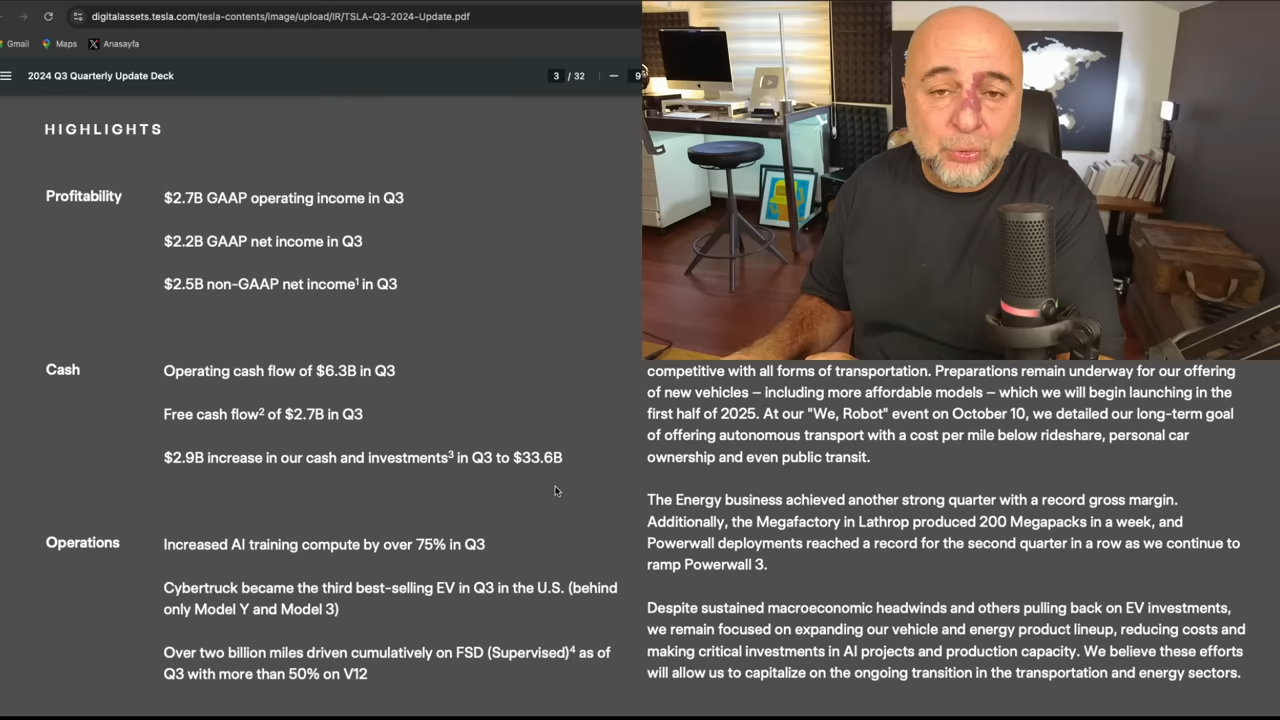 digitalassets.tesla.com/tesla-contents/image/upload/IR/TSLA-Q3-2024-Update.pdf
Gmail Maps Anasayfa
2024 Q3 Quarterly Update Deck
3 / 32
HIGHLIGHTS
Profitability
$2.7B GAAP operating income in Q3
$2.2B GAAP net income in Q3
$2.5B non-GAAP net income¹ in Q3
Cash
Operating cash flow of $6.3B in Q3
Free cash flow² of $2.7B in Q3
$2.9B increase in our cash and investments³ in Q3 to $33.6B
Operations
Increased AI training compute by over 75% in Q3
Cybertruck became the third best-selling EV in Q3 in the U.S. (behind
only Model Y and Model 3)
Over two billion miles driven cumulatively on FSD (Supervised)⁴ as of
Q3 with more than 50% on V12
competitive with all forms of transportation. Preparations remain underway for our offering
of new vehicles – including more affordable models – which we will begin launching in the
first half of 2025. At our "We, Robot" event on October 10, we detailed our long-term goal
of offering autonomous transport with a cost per mile below rideshare, personal car
ownership and even public transit.
The Energy business achieved another strong quarter with a record gross margin.
Additionally, the Megafactory in Lathrop produced 200 Megapacks in a week, and
Powerwall deployments reached a record for the second quarter in a row as we continue to
ramp Powerwall 3.
Despite sustained macroeconomic headwinds and others pulling back on EV investments,
we remain focused on expanding our vehicle and energy product lineup, reducing costs and
making critical investments in AI projects and production capacity. We believe these efforts
will allow us to capitalize on the ongoing transition in the transportation and energy sectors.